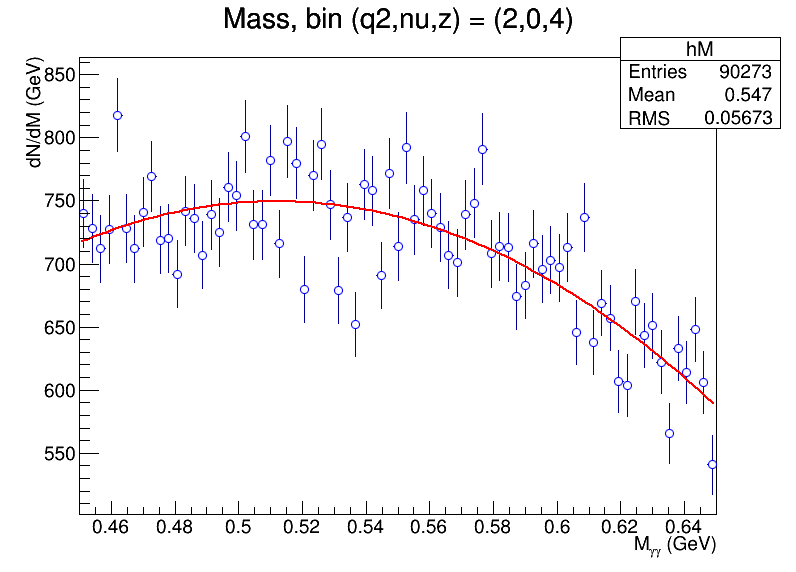 Mass, bin (q2,nu,z) = (2,0,4)
hM
Entries 90273
Mean 0.547
RMS 0.05673
dN/dM (GeV)
850
800
750
700
650
600
550
0.46 0.48 0.5 0.52 0.54 0.56 0.58 0.6 0.62 0.64
Mγγ (GeV)